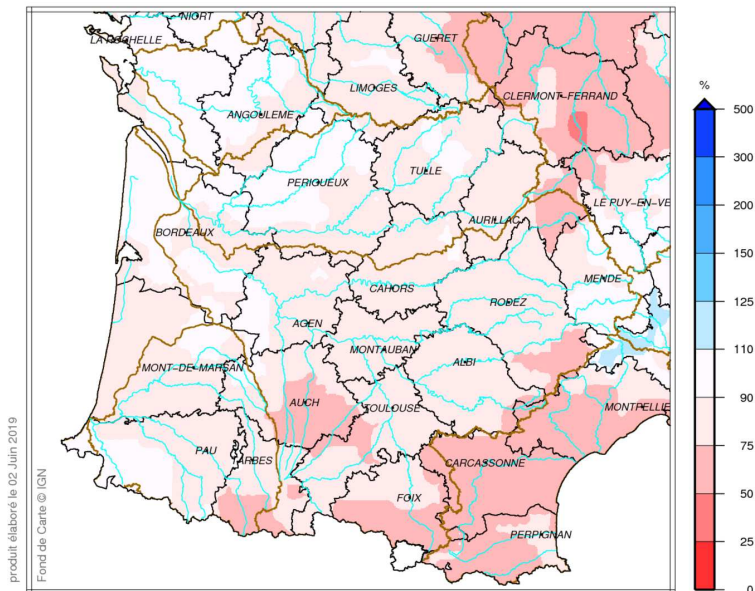 NIORT
LA ROCHELLE
GUERET
LIMOGES
CLERMONT-FERRAND
ANGOULEME
PERIGUEUX
TULLE
LE PUY-EN-VE
AURILLAC
BORDEAUX
MENDE
CAHORS
RODEZ
AGEN
MONTAUBAN
ALBI
MONT-DE-MARSAN
AUCH
TOULOUSE
MONTPELLIE
PAU
TARBES
CARCASSONNE
FOIX
PERPIGNAN
%
500
300
200
150
125
110
90
75
50
25
0
produit élaboré le 02 Juin 2019
Fond de Carte © IGN